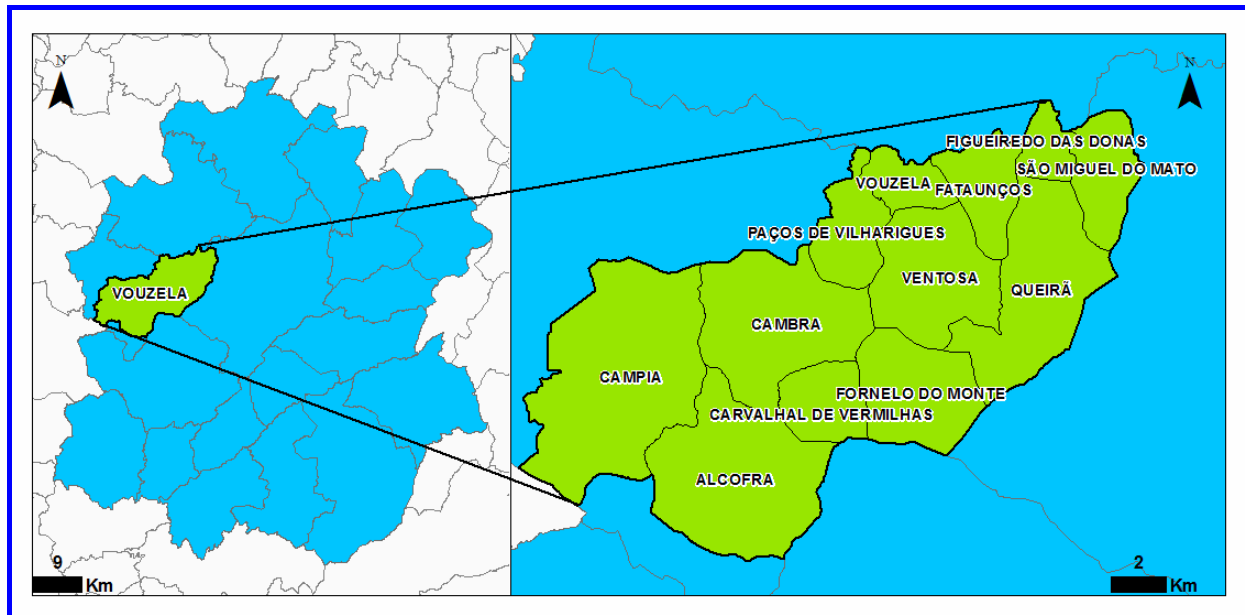 N
VOUZELA
9
Km
N
FIGUEIREDO DAS DONAS
SÃO MIGUEL DO MATO
VOUZELA
FATAUNÇOS
PAÇOS DE VILHARIGUES
VENTOSA
QUEIRÃ
CAMBRA
CAMPIA
FORNELO DO MONTE
CARVALHAL DE VERMILHAS
ALCOFRA
2
Km